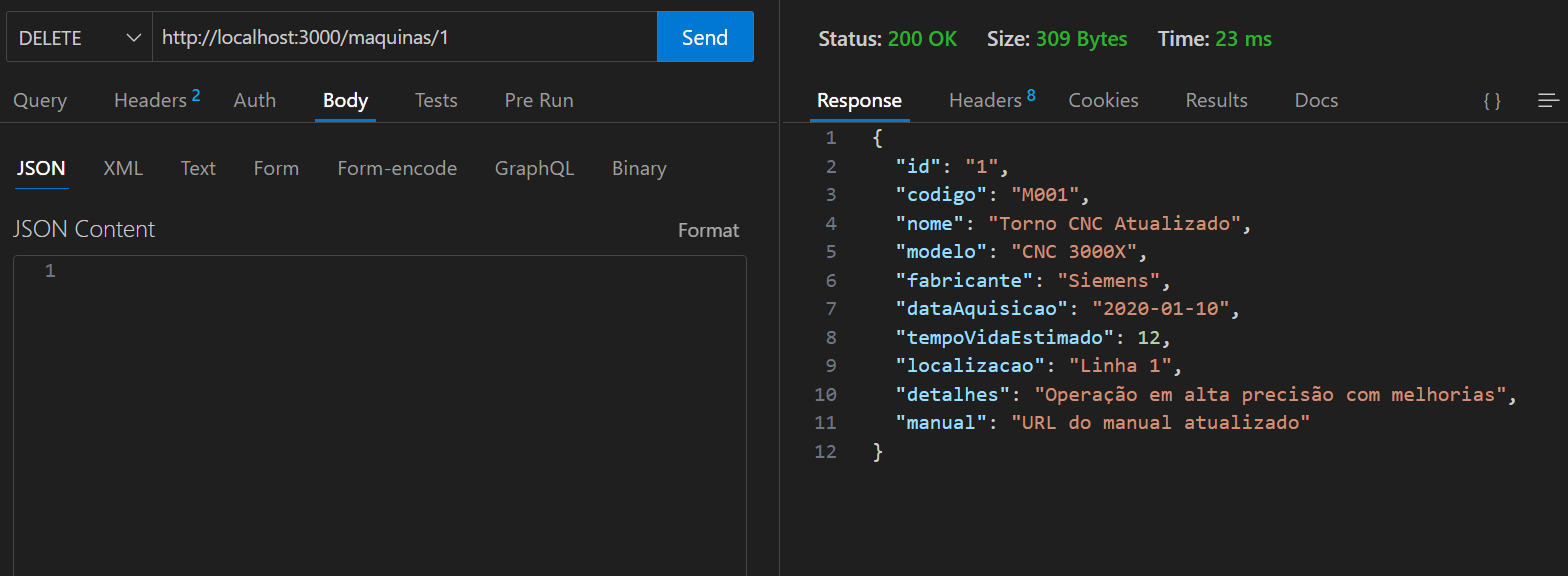 DELETE http://localhost:3000/maquinas/1 Send
Query Headers 2 Auth Body Tests Pre Run
JSON XML Text Form Form-encode GraphQL Binary
JSON Content Format
1
Status: 200 OK Size: 309 Bytes Time: 23 ms
Response Headers 8 Cookies Results Docs { }
1 {
2 "id": "1",
3 "codigo": "M001",
4 "nome": "Torno CNC Atualizado",
5 "modelo": "CNC 3000X",
6 "fabricante": "Siemens",
7 "dataAquisicao": "2020-01-10",
8 "tempoVidaEstimado": 12,
9 "localizacao": "Linha 1",
10 "detalhes": "Operação em alta precisão com melhorias",
11 "manual": "URL do manual atualizado"
12 }